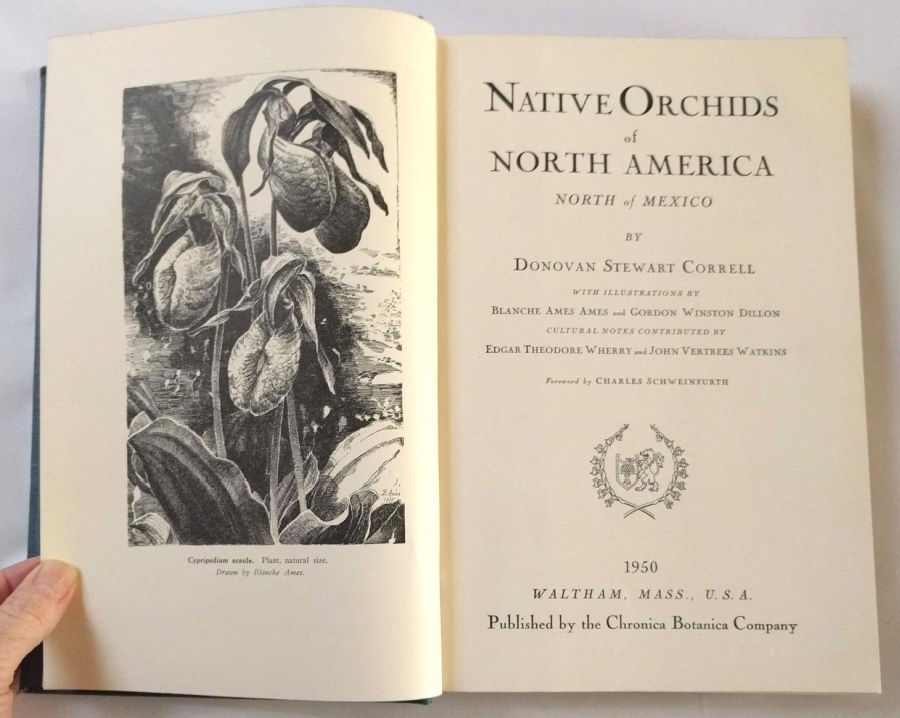 B. Ames
Cypripedium acaule. Plant, natural size.
Drawn by Blanche Ames.
NATIVE ORCHIDS
of
NORTH AMERICA
NORTH of MEXICO
BY
DONOVAN STEWART CORRELL
WITH ILLUSTRATIONS BY
BLANCHE AMES AMES and GORDON WINSTON DILLON
CULTURAL NOTES CONTRIBUTED BY
EDGAR THEODORE WHERRY and JOHN VERTREES WATKINS
Foreword by CHARLES SCHWEINFURTH
1950
WALTHAM, MASS., U.S.A.
Published by the Chronica Botanica Company